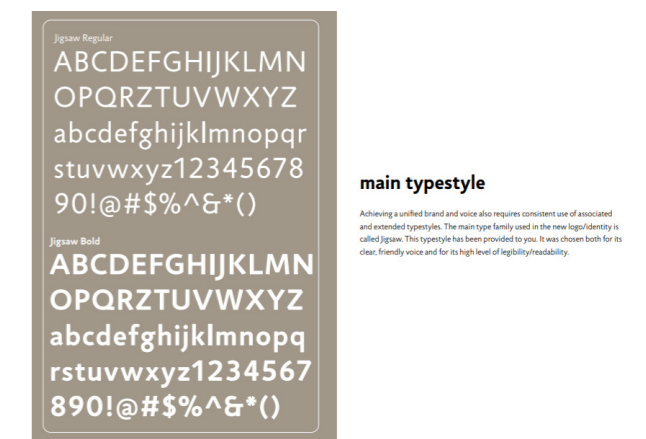 Jigsaw Regular
ABCDEFGHIJKLMN
OPQRZTUVWXYZ
abcdefghijklmnopqr
stuvwxyz12345678
90!@#$%^&*()
Jigsaw Bold
ABCDEFGHIJKLMN
OPQRZTUVWXYZ
abcdefghijklmnopq
rstuvwxyz1234567
890!@#$%^&*()
main typestyle
Achieving a unified brand and voice also requires consistent use of associated
and extended typestyles. The main type family used in the new logo/identity is
called Jigsaw. This typestyle has been provided to you. It was chosen both for its
clear, friendly voice and for its high level of legibility/readability.